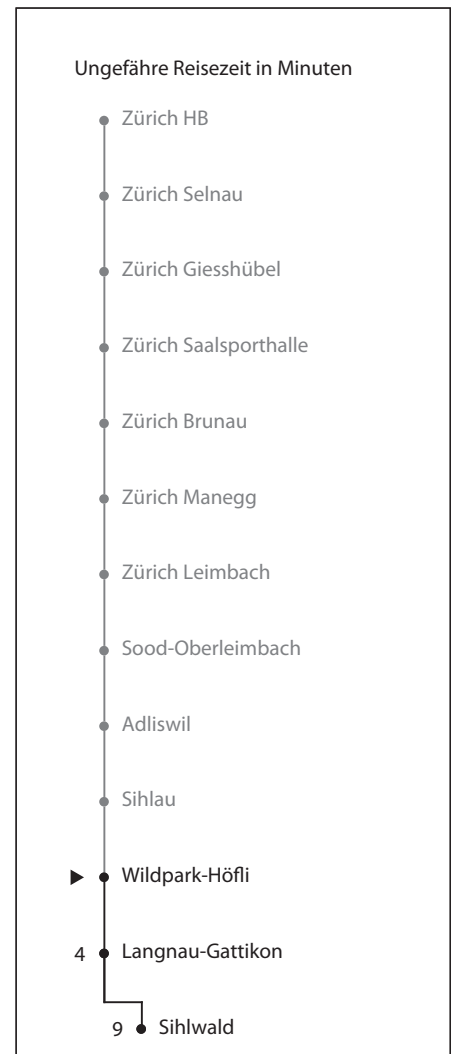 Ungefähre Reisezeit in Minuten
Zürich HB
Zürich Selnau
Zürich Giesshübel
Zürich Saalsporthalle
Zürich Brunau
Zürich Manegg
Zürich Leimbach
Sood-Oberleimbach
Adliswil
Sihlau
Wildpark-Höfli
4 Langnau-Gattikon
9 Sihlwald